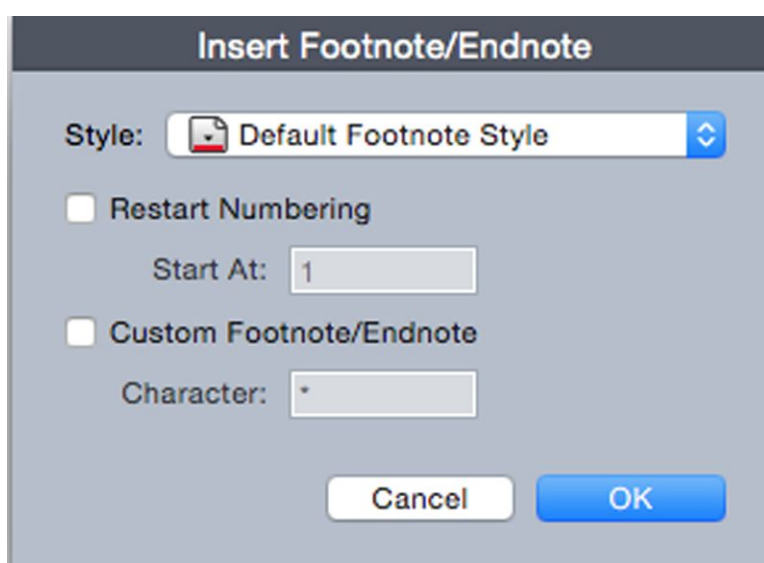 Insert Footnote/Endnote
Style: Default Footnote Style
Restart Numbering
Start At: 1
Custom Footnote/Endnote
Character: *
Cancel OK